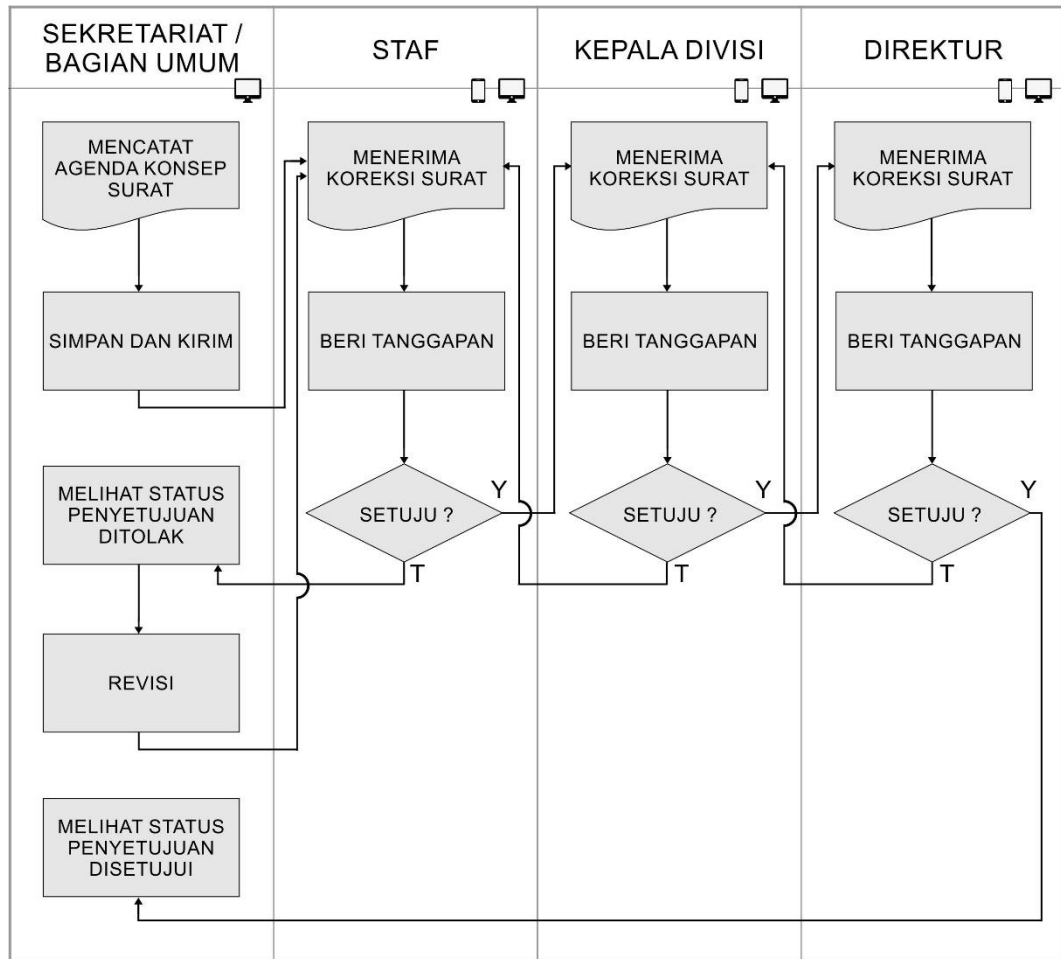 SEKRETARIAT /
BAGIAN UMUM
STAF
KEPALA DIVISI
DIREKTUR
MENCATAT
AGENDA KONSEP
SURAT
MENERIMA
KOREKSI SURAT
MENERIMA
KOREKSI SURAT
MENERIMA
KOREKSI SURAT
SIMPAN DAN KIRIM
BERI TANGGAPAN
BERI TANGGAPAN
BERI TANGGAPAN
MELIHAT STATUS
PENYETUJUAN
DITOLAK
SETUJU ?
Y
T
SETUJU ?
Y
T
SETUJU ?
Y
T
REVISI
MELIHAT STATUS
PENYETUJUAN
DISETUJUI